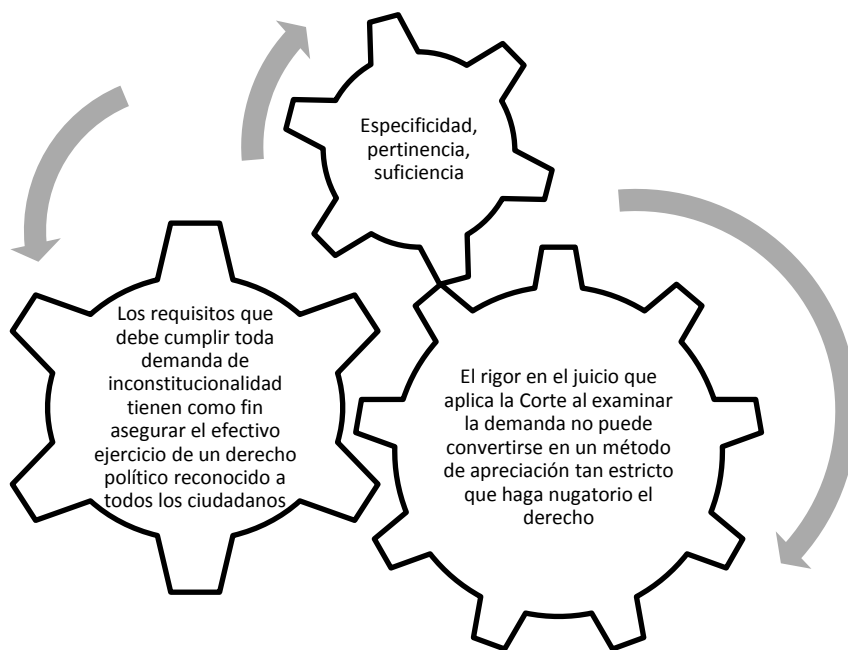 Especificidad,
pertinencia,
suficiencia
Los requisitos que
debe cumplir toda
demanda de
inconstitucionalidad
tienen como fin
asegurar el efectivo
ejercicio de un derecho
político reconocido a
todos los ciudadanos
El rigor en el juicio que
aplica la Corte al examinar
la demanda no puede
convertirse en un método
de apreciación tan estricto
que haga nugatorio el
derecho